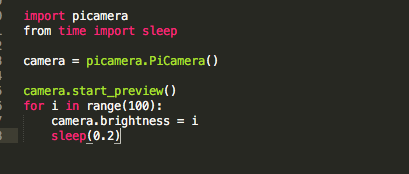 import picamera
from time import sleep
camera = picamera.PiCamera()
camera.start_preview()
for i in range(100):
    camera.brightness = i
    sleep(0.2)